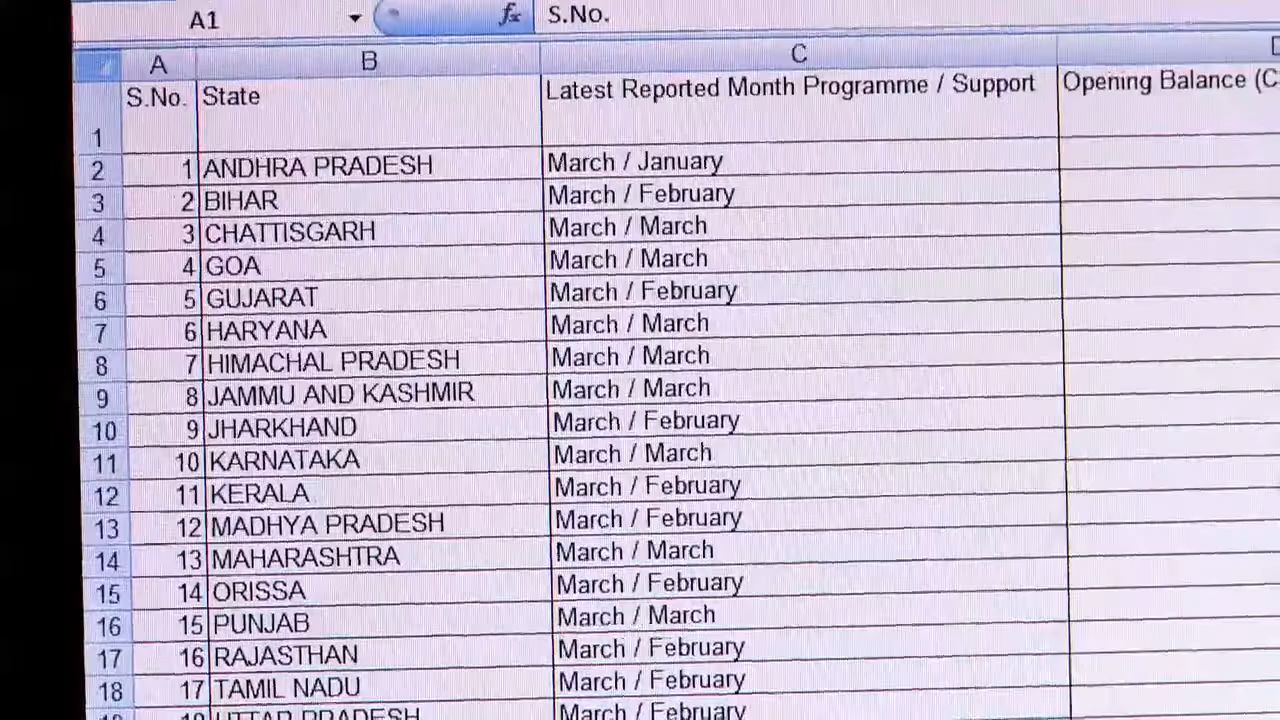 A1 fx S.No.
A B C
S.No. State Latest Reported Month Programme / Support Opening Balance (C
1
2 1 ANDHRA PRADESH March / January
3 2 BIHAR March / February
4 3 CHATTISGARH March / March
5 4 GOA March / March
6 5 GUJARAT March / February
7 6 HARYANA March / March
8 7 HIMACHAL PRADESH March / March
9 8 JAMMU AND KASHMIR March / March
10 9 JHARKHAND March / February
11 10 KARNATAKA March / March
12 11 KERALA March / February
13 12 MADHYA PRADESH March / February
14 13 MAHARASHTRA March / March
15 14 ORISSA March / February
16 15 PUNJAB March / March
17 16 RAJASTHAN March / February
18 17 TAMIL NADU March / February
UTTAR PRADESH March / February